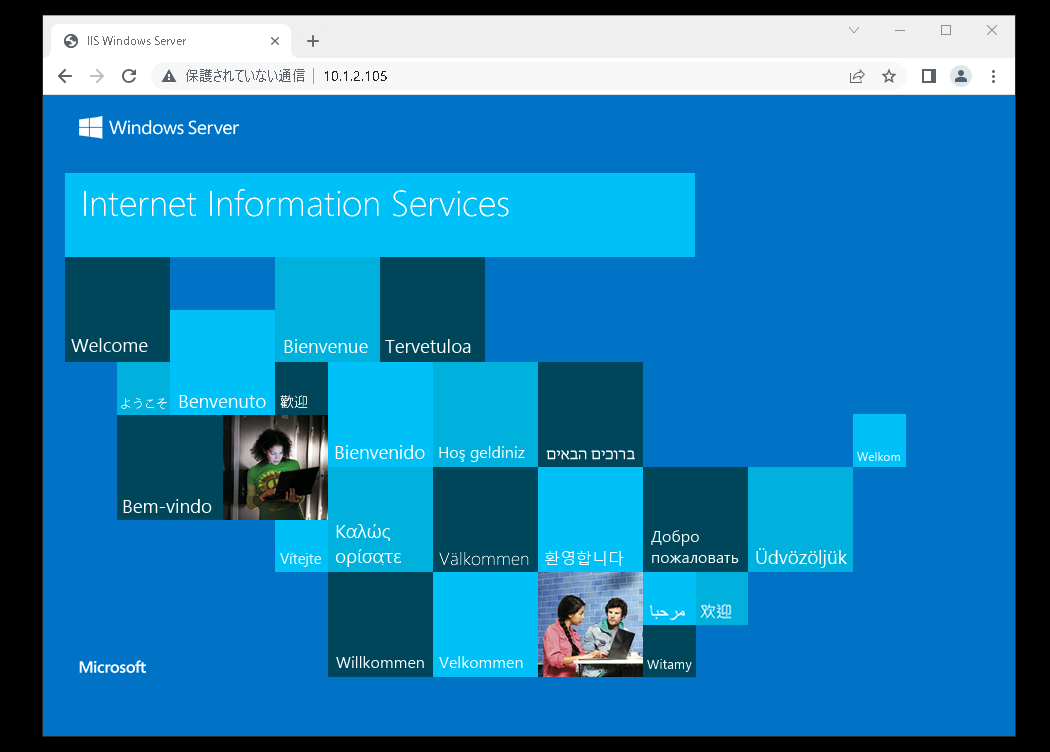 IIS Windows Server
保護されていない通信
10.1.2.105
Windows Server
Internet Information Services
Welcome
Bienvenue
Tervetuloa
ようこそ
Benvenuto
歡迎
Bienvenido
Hoş geldiniz
ברוכים הבאים
Welkom
Bem-vindo
Vítejte
Καλώς
ορίσατε
Välkommen
환영합니다
Добро
пожаловать
Üdvözöljük
مرحبا
欢迎
Willkommen
Velkommen
Witamy
Microsoft